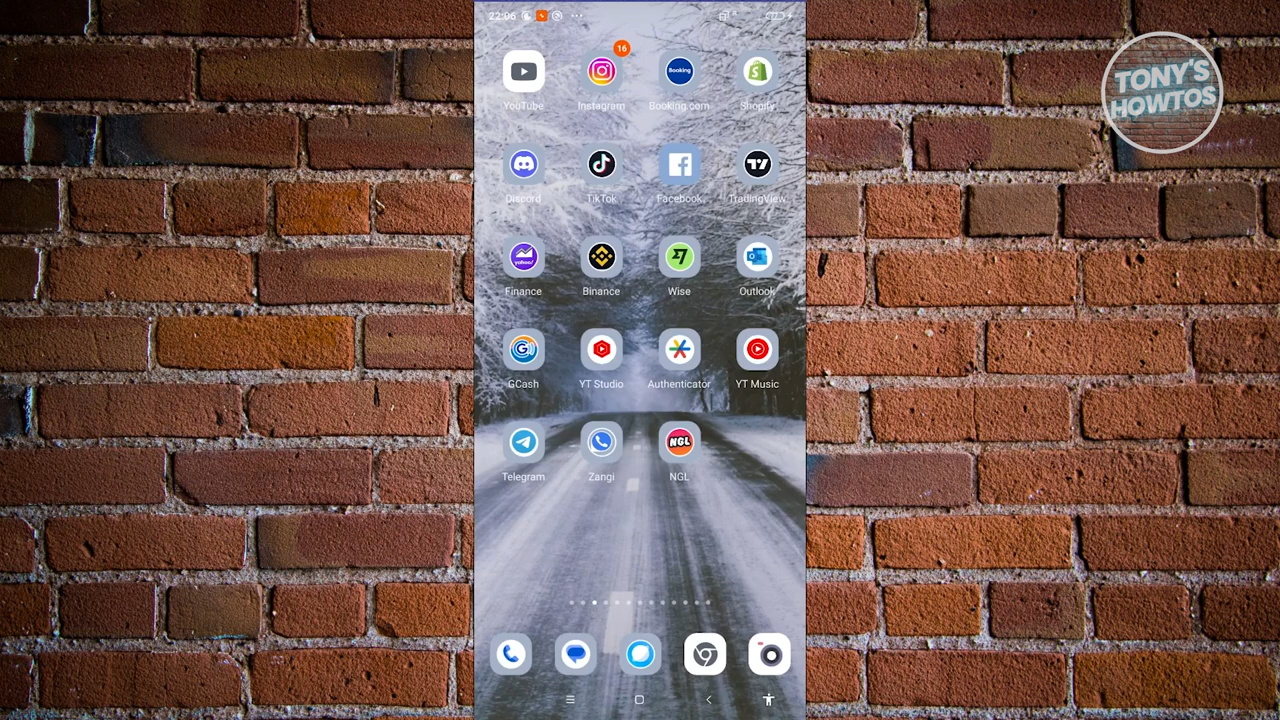 22:06
16
YouTube Instagram Booking.com Shopify
Booking
TONY'S
HOWTOS
Discord TikTok Facebook TradingView
yahoo!
Finance Binance Wise Outlook
GCash YT Studio Authenticator YT Music
NGL
Telegram Zangi NGL